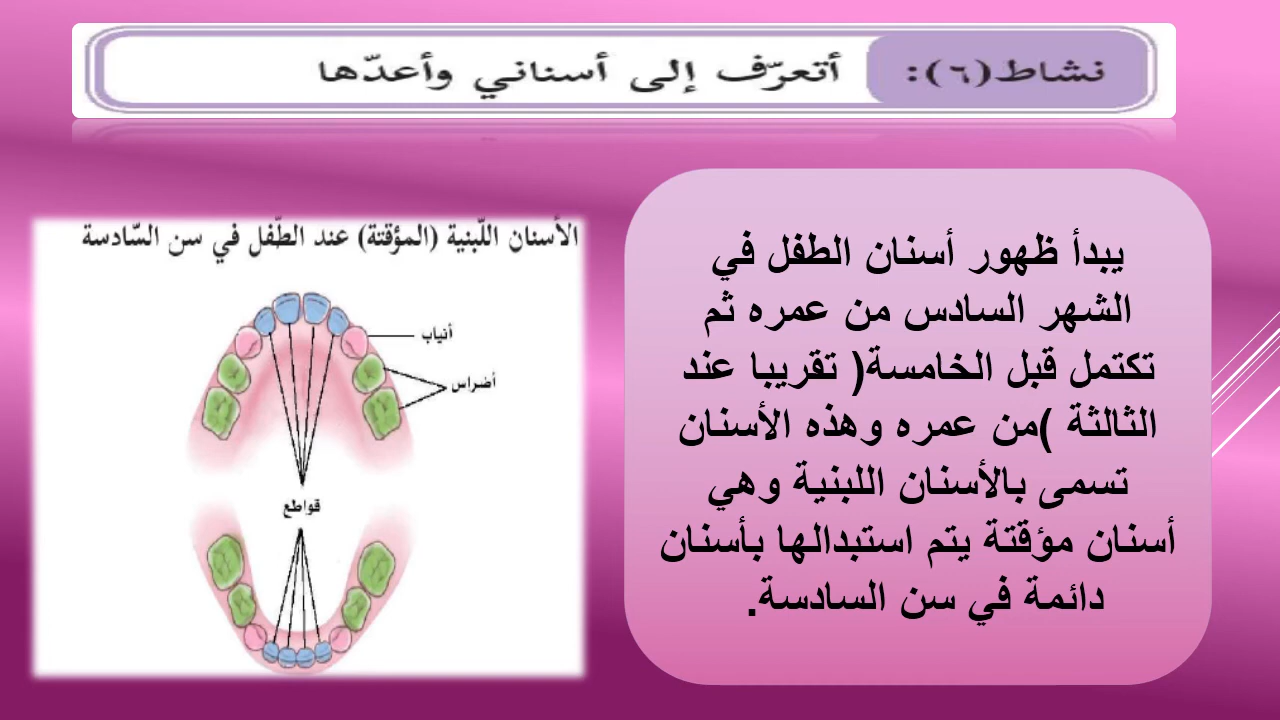 نشاط(٦): أتعرّف إلى أسناني وأعدّها
يبدأ ظهور أسنان الطفل في
الشهر السادس من عمره ثم
تكتمل قبل الخامسة( تقريبا عند
الثالثة )من عمره وهذه الأسنان
تسمى بالأسنان اللبنية وهي
أسنان مؤقتة يتم استبدالها بأسنان
دائمة في سن السادسة.
الأسنان اللّبنية (المؤقتة) عند الطّفل في سن السّادسة
أنياب
أضراس
قواطع